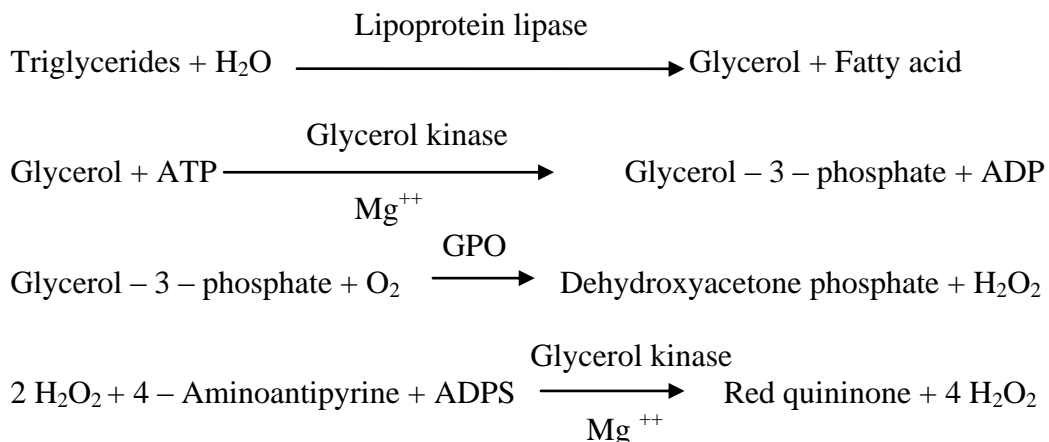 Lipoprotein lipase
Triglycerides + H₂O Glycerol + Fatty acid
Glycerol kinase
Glycerol + ATP Glycerol – 3 – phosphate + ADP
Mg⁺⁺
GPO
Glycerol – 3 – phosphate + O₂ Dehydroxyacetone phosphate + H₂O₂
Glycerol kinase
2 H₂O₂ + 4 – Aminoantipyrine + ADPS Red quininone + 4 H₂O₂
Mg ⁺⁺